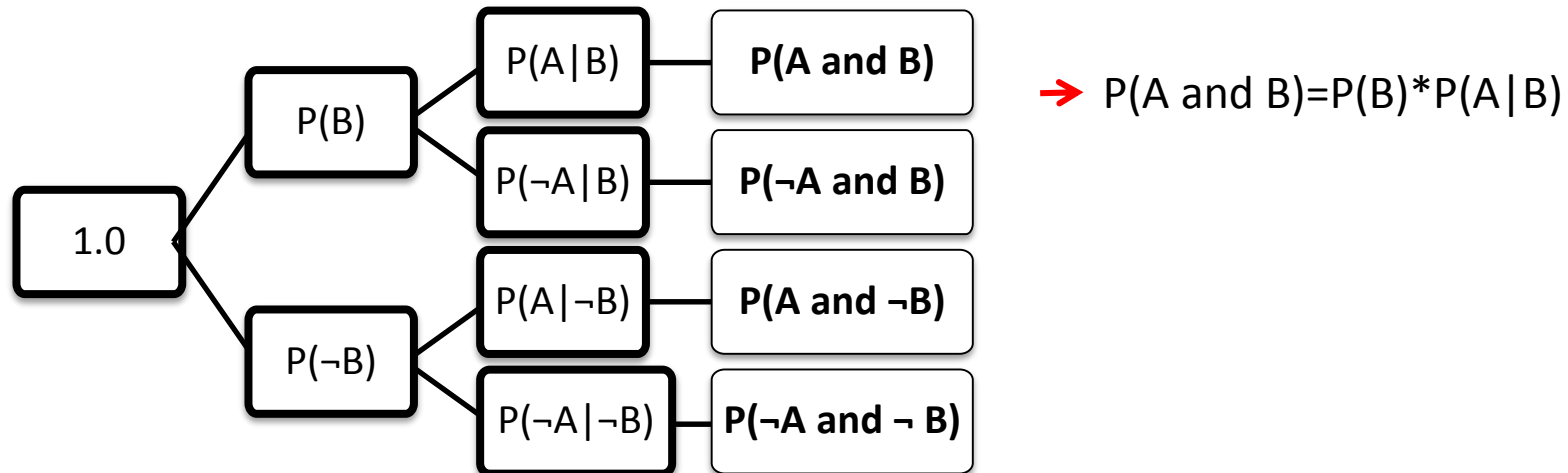 1.0
P(B)
P(¬B)
P(A|B)
P(¬A|B)
P(A|¬B)
P(¬A|¬B)
P(A and B)
P(¬A and B)
P(A and ¬B)
P(¬A and ¬ B)
P(A and B)=P(B)*P(A|B)